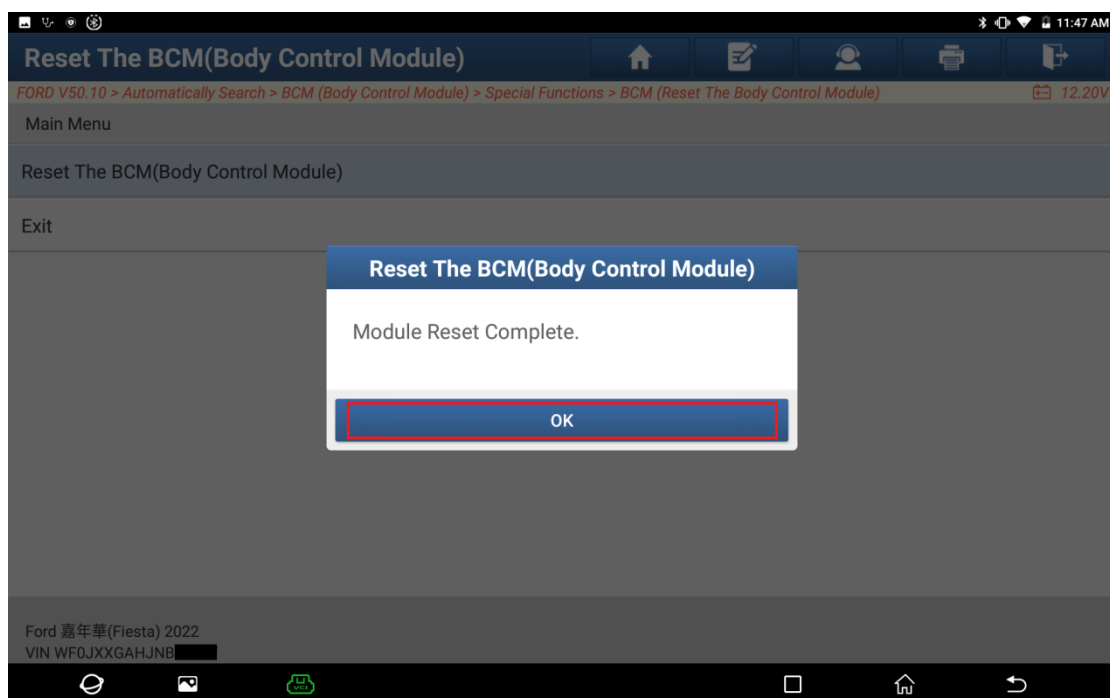 11:47 AM
Reset The BCM(Body Control Module)
FORD V50.10 > Automatically Search > BCM (Body Control Module) > Special Functions > BCM (Reset The Body Control Module)
12.20V
Main Menu
Reset The BCM(Body Control Module)
Exit
Reset The BCM(Body Control Module)
Module Reset Complete.
OK
Ford 嘉年華(Fiesta) 2022
VIN WF0JXXGAHJNB
VCI